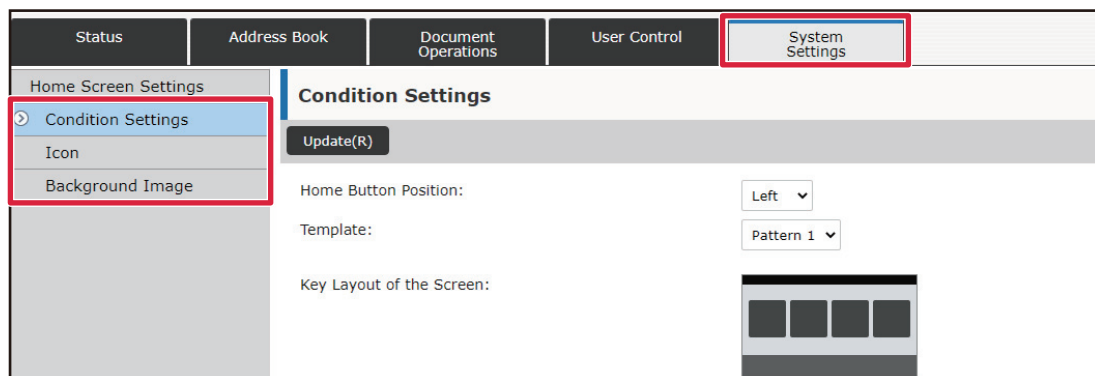 Status
Address Book
Document
Operations
User Control
System
Settings
Home Screen Settings
Condition Settings
Icon
Background Image
Condition Settings
Update(R)
Home Button Position:
Left
Template:
Pattern 1
Key Layout of the Screen: